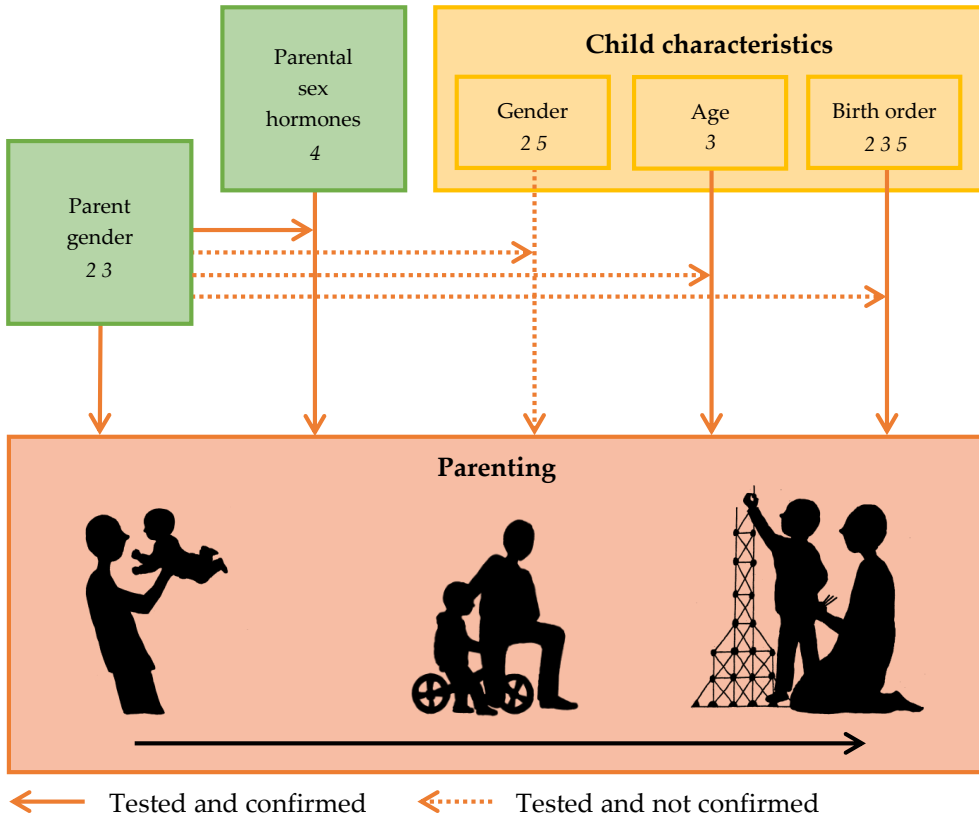 Parental
sex
hormones
4
Child characteristics
Gender
2 5
Age
3
Birth order
2 3 5
Parent
gender
2 3
Parenting
Tested and confirmed
Tested and not confirmed